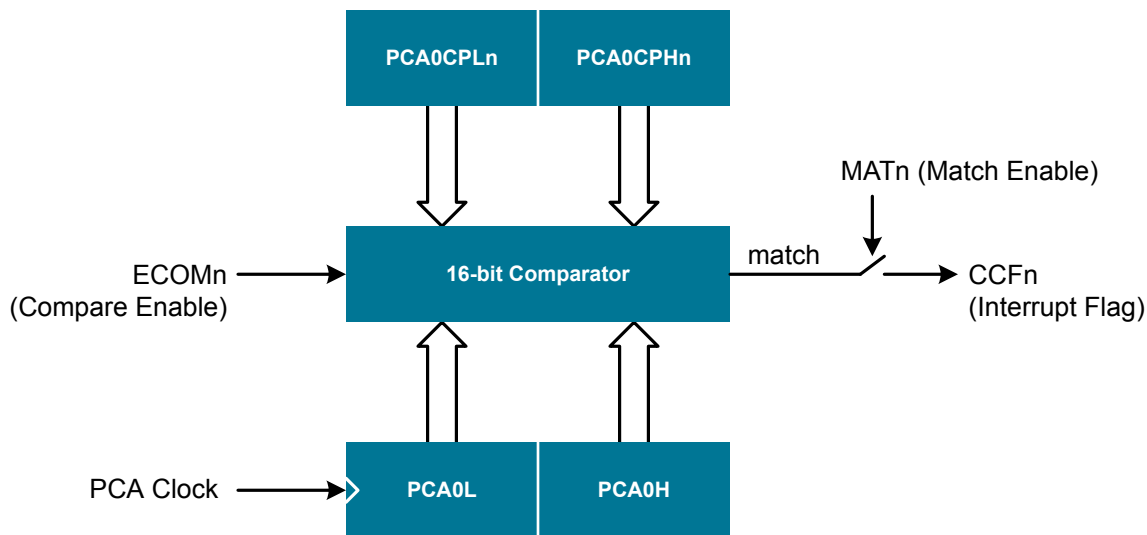 PCA0CPLn
PCA0CPHn
MATn (Match Enable)
ECOMn
(Compare Enable)
16-bit Comparator
match
CCFn
(Interrupt Flag)
PCA Clock
PCA0L
PCA0H